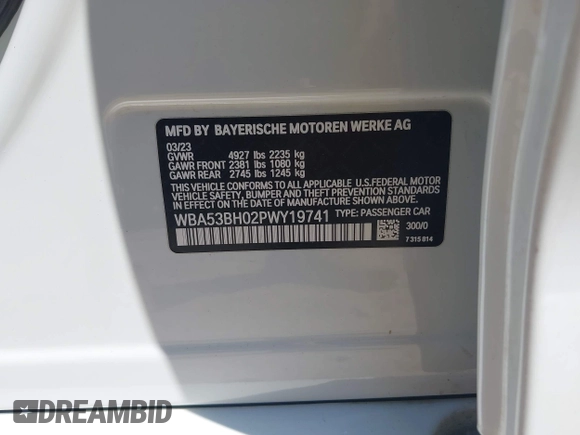 MFD BY BAYERISCHE MOTOREN WERKE AG
03/23
GVWR 4927 lbs 2235 kg
GAWR FRONT 2381 lbs 1080 kg
GAWR REAR 2745 lbs 1245 kg
THIS VEHICLE CONFORMS TO ALL APPLICABLE U.S.FEDERAL MOTOR
VEHICLE SAFETY, BUMPER, AND THEFT PREVENTION STANDARDS
IN EFFECT ON THE DATE OF MANUFACTURE SHOWN ABOVE.
WBA53BH02PWY19741 TYPE: PASSENGER CAR
300/0
7 315 014
DREAMBID